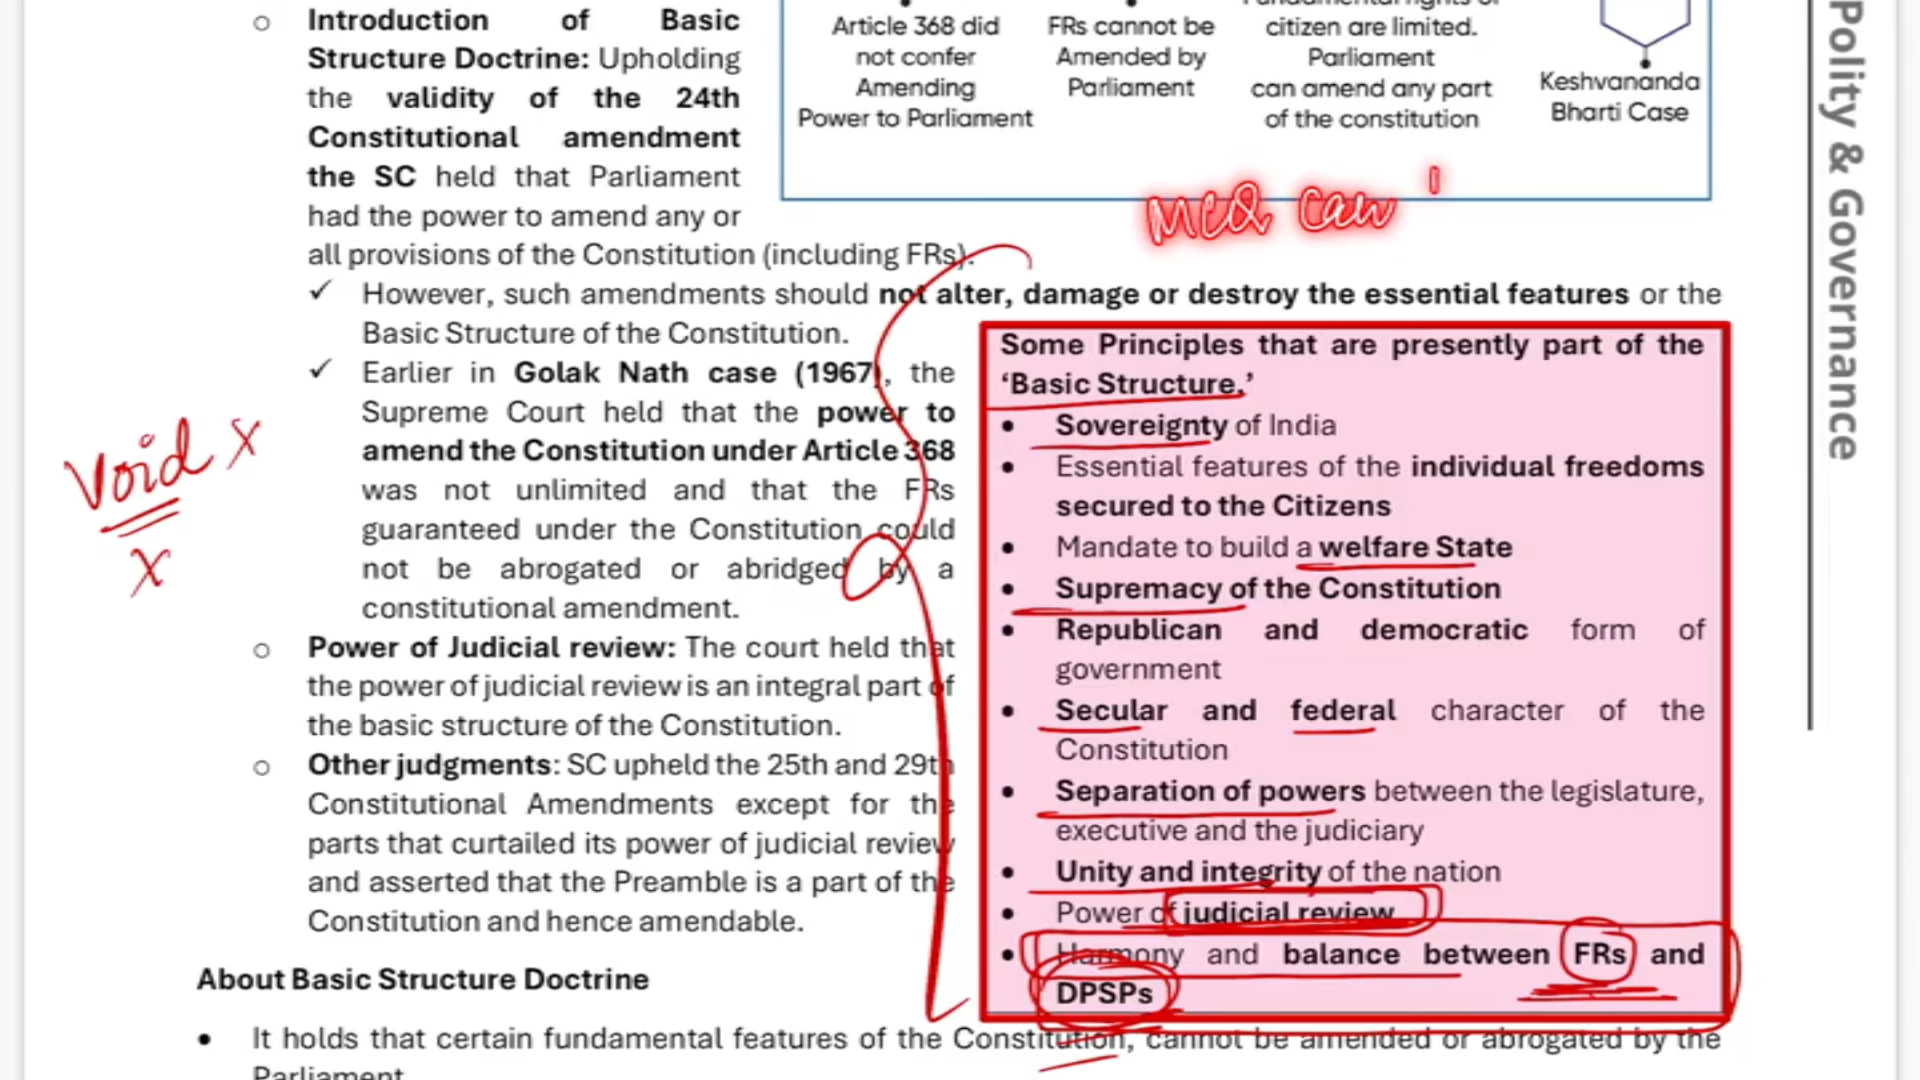 Introduction of Basic
Structure Doctrine: Upholding
the validity of the 24th
Constitutional amendment
the SC held that Parliament
had the power to amend any or
all provisions of the Constitution (including FRs).
Article 368 did
not confer
Amending
Power to Parliament
FRs cannot be
Amended by
Parliament
citizen are limited.
Parliament
can amend any part
of the constitution
Keshvananda
Bharti Case
MCQ can
✓ However, such amendments should not alter, damage or destroy the essential features or the
Basic Structure of the Constitution.
✓ Earlier in Golak Nath case (1967), the
Supreme Court held that the power to
amend the Constitution under Article 368
was not unlimited and that the FRs
guaranteed under the Constitution could
not be abrogated or abridged by a
constitutional amendment.
Void x
x
Power of Judicial review: The court held that
the power of judicial review is an integral part of
the basic structure of the Constitution.
Other judgments: SC upheld the 25th and 29th
Constitutional Amendments except for the
parts that curtailed its power of judicial review
and asserted that the Preamble is a part of the
Constitution and hence amendable.
Some Principles that are presently part of the
‘Basic Structure.’
• Sovereignty of India
• Essential features of the individual freedoms
secured to the Citizens
• Mandate to build a welfare State
• Supremacy of the Constitution
• Republican and democratic form of
government
• Secular and federal character of the
Constitution
• Separation of powers between the legislature,
executive and the judiciary
• Unity and integrity of the nation
• Power of judicial review
• Harmony and balance between FRs and
DPSPs
About Basic Structure Doctrine
• It holds that certain fundamental features of the Constitution, cannot be amended or abrogated by the
Parliament
Polity & Governance